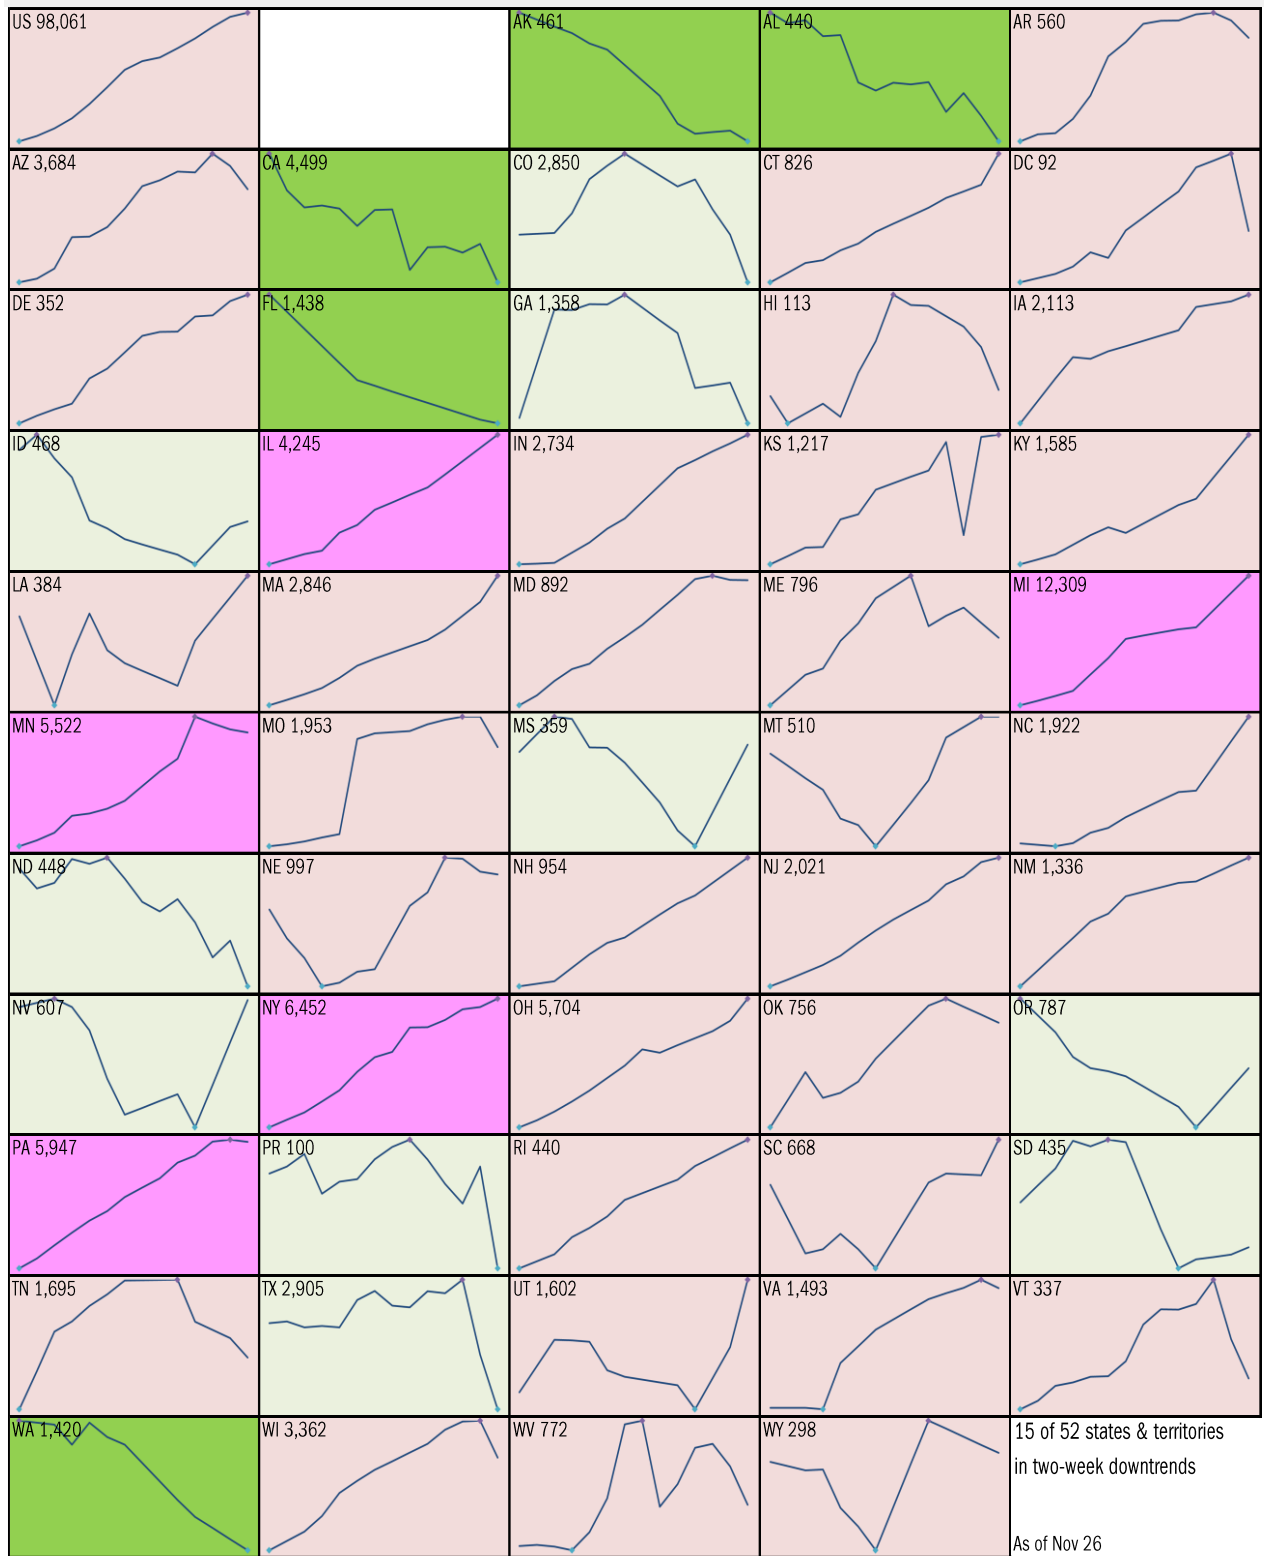 US 98,061
AK 461
AL 440
AR 560
AZ 3,684
CA 4,499
CO 2,850
CT 826
DC 92
DE 352
FL 1,438
GA 1,358
HI 113
IA 2,113
ID 468
IL 4,245
IN 2,734
KS 1,217
KY 1,585
LA 384
MA 2,846
MD 892
ME 796
MI 12,309
MN 5,522
MO 1,953
MS 359
MT 510
NC 1,922
ND 448
NE 997
NH 954
NJ 2,021
NM 1,336
NV 607
NY 6,452
OH 5,704
OK 756
OR 787
PA 5,947
PR 100
RI 440
SC 668
SD 435
TN 1,695
TX 2,905
UT 1,602
VA 1,493
VT 337
WA 1,420
WI 3,362
WV 772
WY 298
15 of 52 states & territories
in two-week downtrends
As of Nov 26